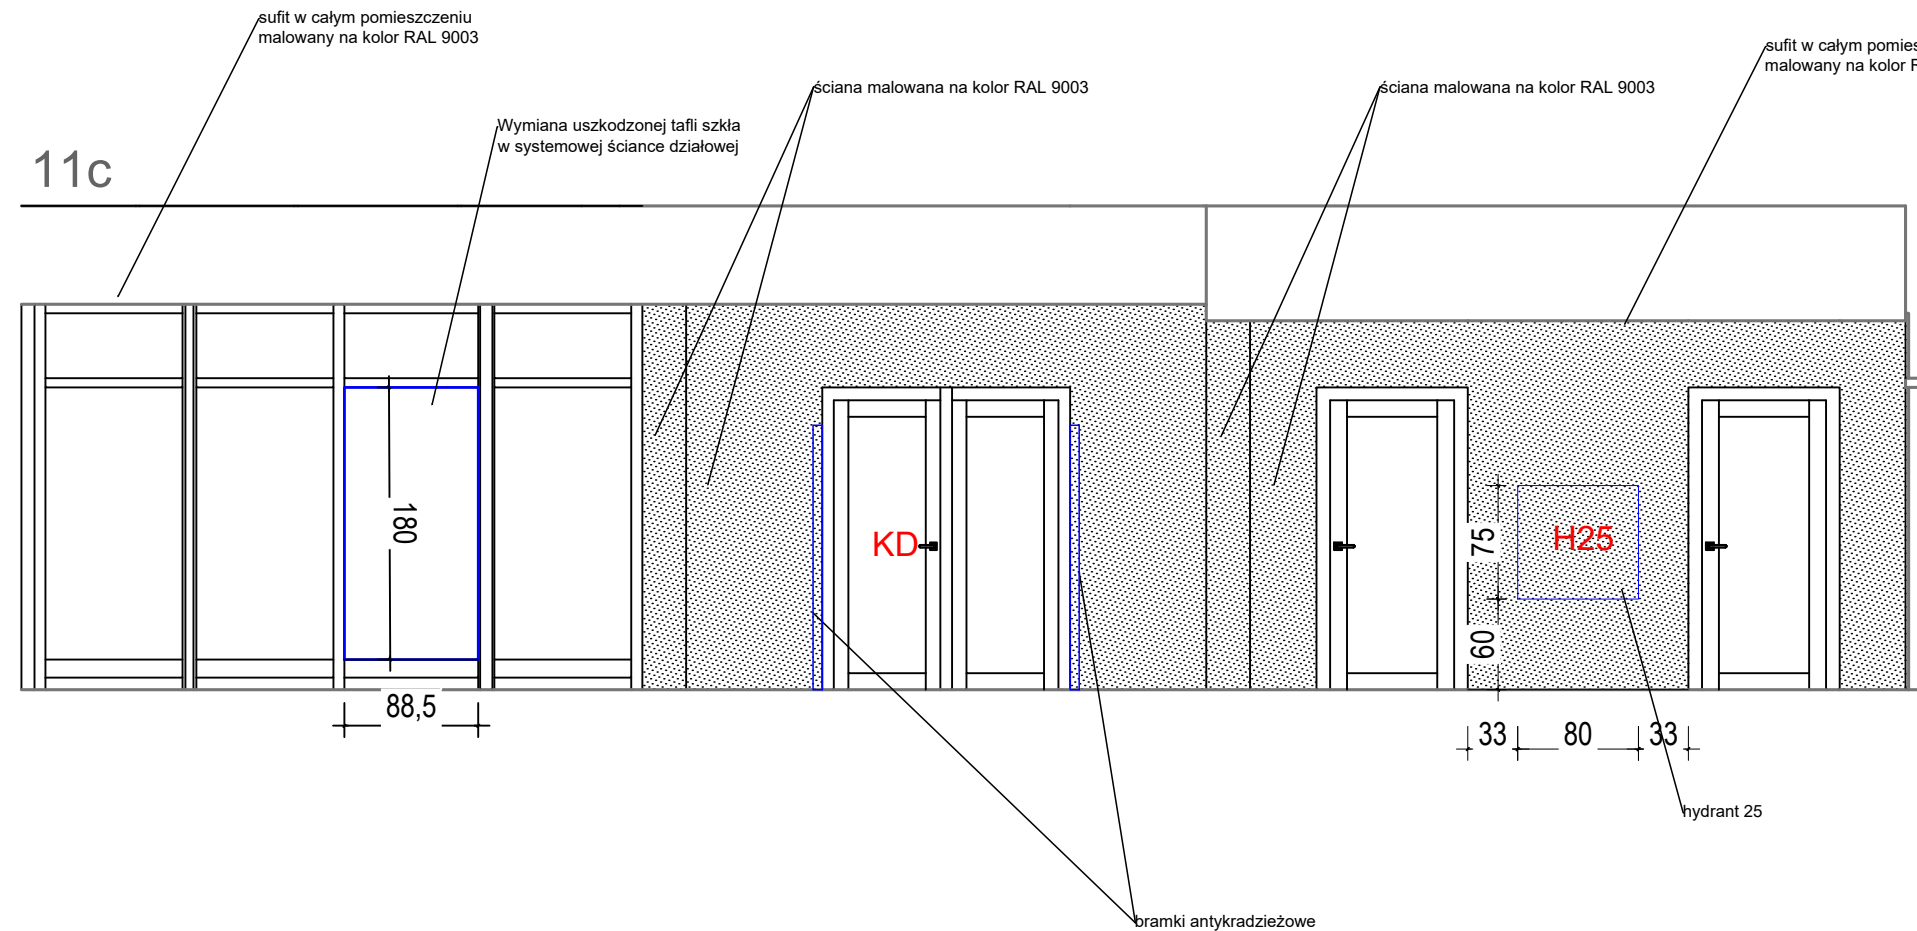 sufit w całym pomieszczeniu
malowany na kolor RAL 9003
sufit w całym
malowany na kolor
ściana malowana na kolor RAL 9003
ściana malowana na kolor RAL 9003
Wymiana uszkodzonej tafli szkła
w systemowej ściance działowej
11c
180
88,5
KD
75
H25
60
33
80
33
hydrant 25
bramki antykradzieżowe